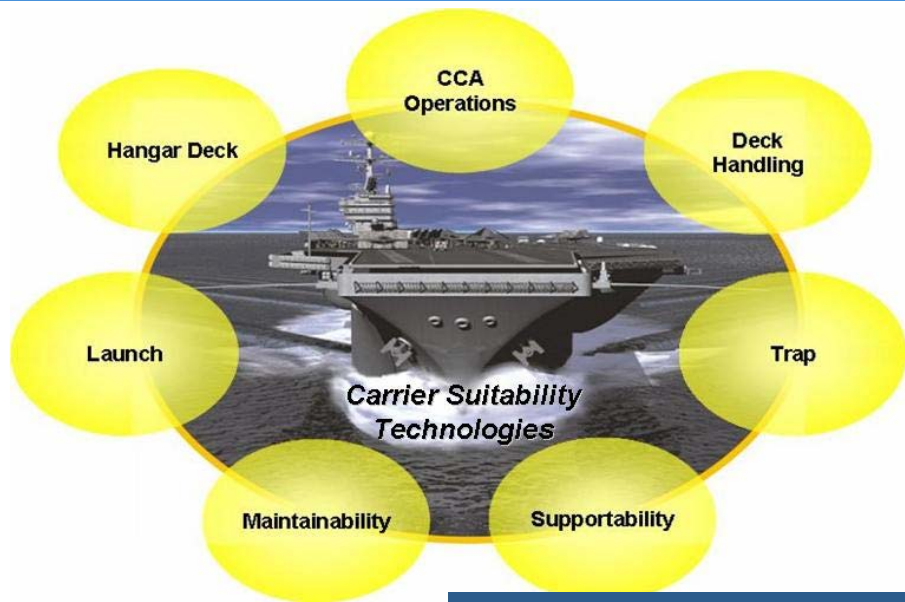 CCA
Operations
Hangar Deck
Deck
Handling
Launch
Trap
Carrier Suitability
Technologies
Maintainability
Supportability